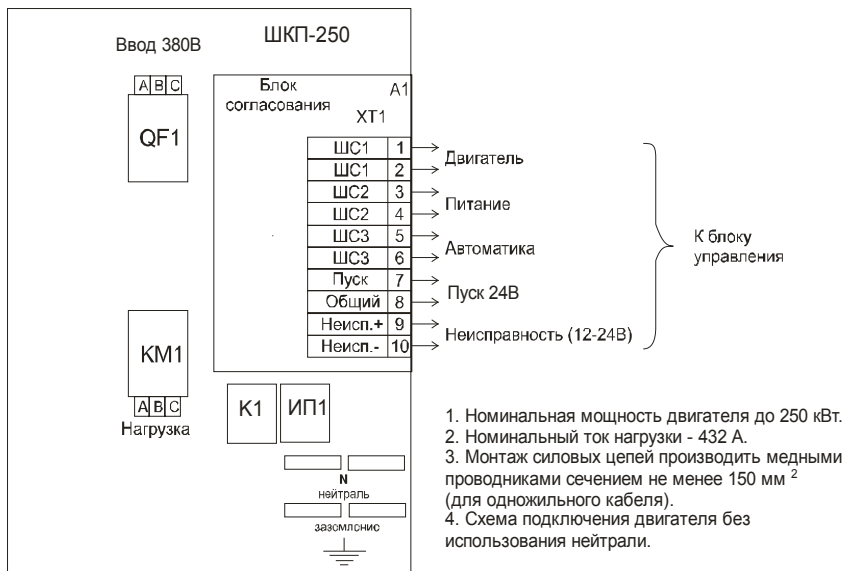 ШКП-250
Ввод 380В
A B C
QF1
Блок
согласования
A1
XT1
ШС1 1
ШС1 2
ШС2 3
ШС2 4
ШС3 5
ШС3 6
Пуск 7
Общий 8
Неисп.+ 9
Неисп.- 10
Двигатель
Питание
Автоматика
Пуск 24В
Неисправность (12-24В)
К блоку
управления
KM1
A B C
Нагрузка
К1
ИП1
N
нейтраль
заземление
1. Номинальная мощность двигателя до 250 кВт.
2. Номинальный ток нагрузки - 432 А.
3. Монтаж силовых цепей производить медными
проводниками сечением не менее 150 мм ²
(для одножильного кабеля).
4. Схема подключения двигателя без
использования нейтрали.